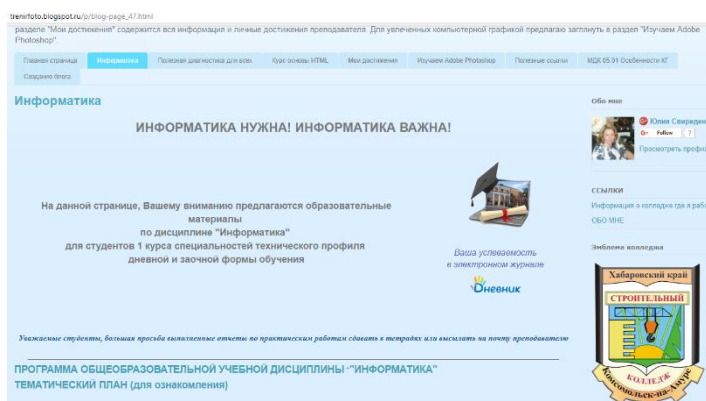 trenirfoto.blogspot.ru/p/blog-page_47.html
разделе "Мои достижения" содержится вся информация и личные достижения преподавателя. Для увлеченных компьютерной графикой предлагаю заглянуть в раздел "Изучаем Adobe
Photoshop".
Главная страница Информатика Полезная диагностика для всех Курс основы HTML Мои достижения Изучаем Adobe Photoshop Полезные ссылки МДК 05.01 Особенности КГ
Создание блога
Информатика
ИНФОРМАТИКА НУЖНА! ИНФОРМАТИКА ВАЖНА!
На данной странице, Вашему вниманию предлагаются образовательные
материалы
по дисциплине "Информатика"
для студентов 1 курса специальностей технического профиля
дневной и заочной формы обучения
Ваша успеваемость
в электронном журнале
Дневник
Уважаемые студенты, большая просьба выполненные отчеты по практическим работам сдавать в тетрадях или высылать на почту преподавателю
ПРОГРАММА ОБЩЕОБРАЗОВАТЕЛЬНОЙ УЧЕБНОЙ ДИСЦИПЛИНЫ -"ИНФОРМАТИКА"
ТЕМАТИЧЕСКИЙ ПЛАН (для ознакомления)
Обо мне
Юлия Свириден
G+ Follow 7
Просмотреть профи
ССЫЛКИ
Информация о колледже где я рабо
ОБО МНЕ
Эмблема колледжа
Хабаровский край
СТРОИТЕЛЬНЫЙ
КОЛЛЕДЖ
Комсомольск-на-Амуре